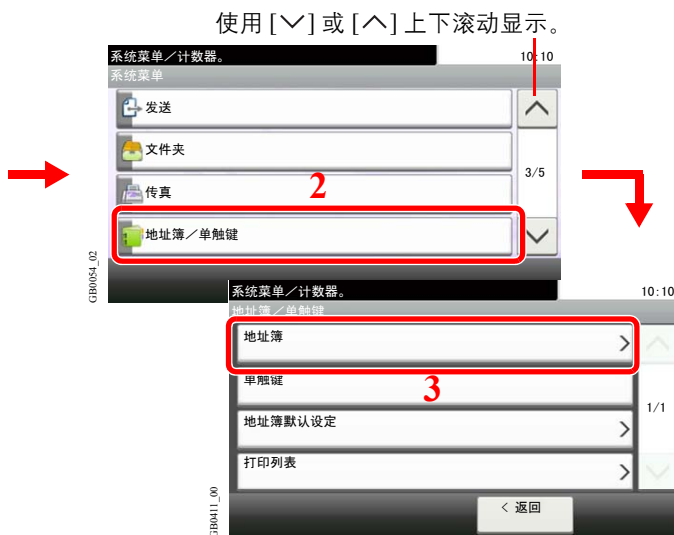 使用 [∨] 或 [∧] 上下滚动显示。
系统菜单／计数器。 10:10
系统菜单
发送
文件夹
3/5
传真
2
地址簿／单触键
GB0054_02
系统菜单／计数器。 10:10
地址簿／单触键
地址簿
单触键
3
1/1
地址簿默认设定
打印列表
GB0411_00
< 返回